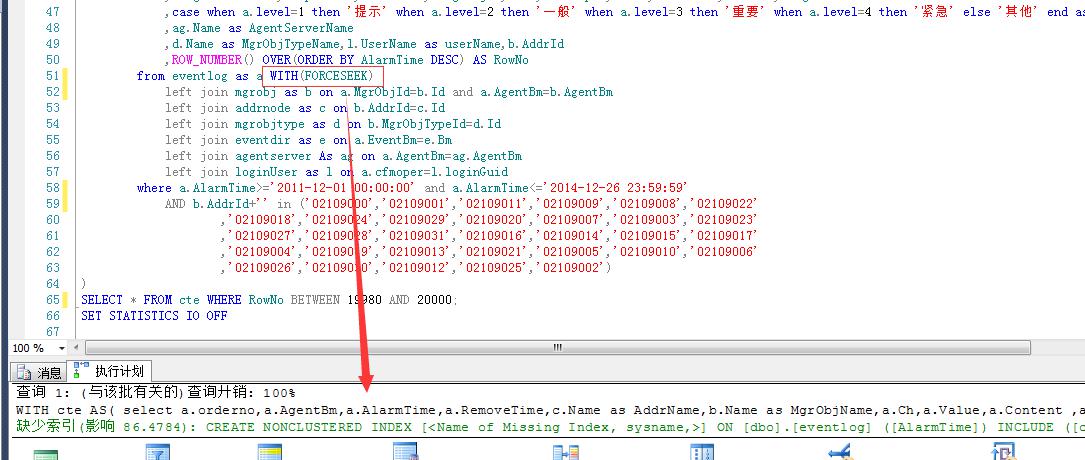 47 ,case when a.level=1 then '提示' when a.level=2 then '一般' when a.level=3 then '重要' when a.level=4 then '紧急' else '其他' end as
48 ,ag.Name as AgentServerName
49 ,d.Name as MgrObjTypeName,l.UserName as userName,b.AddrId
50 ,ROW_NUMBER() OVER(ORDER BY AlarmTime DESC) AS RowNo
51 from eventlog as a WITH(FORCESEEK)
52 left join mgrobj as b on a.MgrObjId=b.Id and a.AgentBm=b.AgentBm
53 left join addrnode as c on b.AddrId=c.Id
54 left join mgrobjtype as d on b.MgrObjTypeId=d.Id
55 left join eventdir as e on a.EventBm=e.Bm
56 left join agentserver As ag on a.AgentBm=ag.AgentBm
57 left join loginUser as l on a.cfmoper=l.loginGuid
58 where a.AlarmTime>='2011-12-01 00:00:00' and a.AlarmTime<='2014-12-26 23:59:59'
59 AND b.AddrId+'' in ('02109000','02109001','02109011','02109009','02109008','02109022'
60 ,'02109018','02109024','02109029','02109020','02109007','02109003','02109023'
61 ,'02109027','02109028','02109031','02109016','02109014','02109015','02109017'
62 ,'02109004','02109019','02109013','02109021','02109005','02109010','02109006'
63 ,'02109026','02109030','02109012','02109025','02109002')
64 )
65 SELECT * FROM cte WHERE RowNo BETWEEN 19980 AND 20000;
66 SET STATISTICS IO OFF
67
100 %
消息 执行计划
查询 1: (与该批有关的)查询开销: 100%
WITH cte AS( select a.orderno,a.AgentBm,a.AlarmTime,a.RemoveTime,c.Name as AddrName,b.Name as MgrObjName,a.Ch,a.Value,a.Content ,a
缺少索引(影响 86.4784): CREATE NONCLUSTERED INDEX [<Name of Missing Index, sysname,>] ON [dbo].[eventlog] ([AlarmTime]) INCLUDE ([c